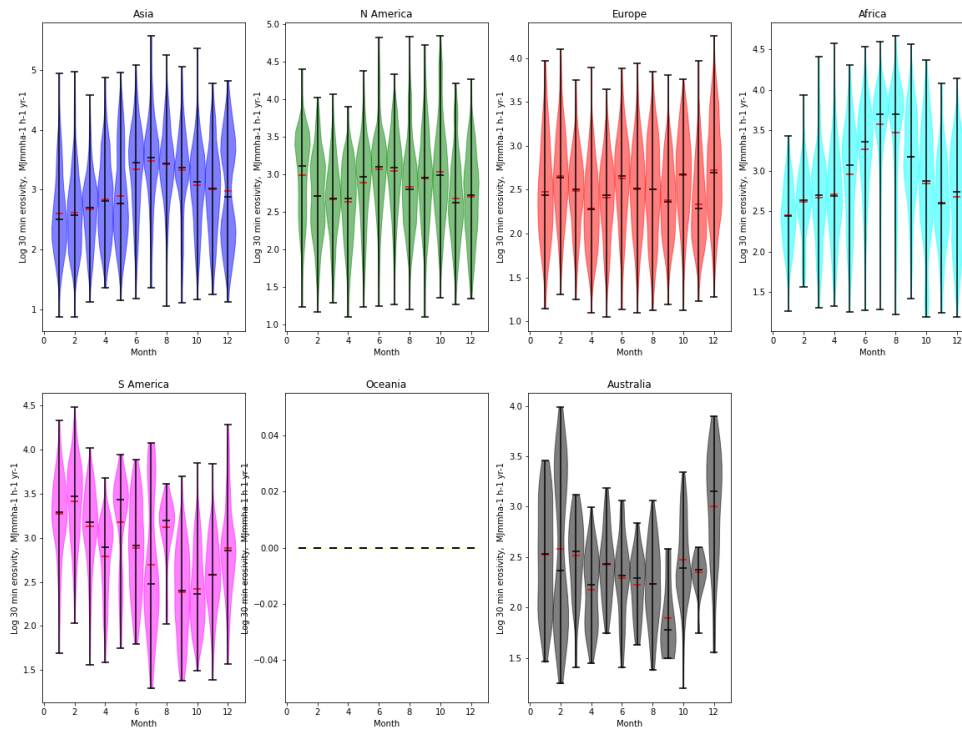 Asia
N America
Europe
Africa
Log 30 min erosivity, MJmmha-1 h-1 yr-1
5
4
3
2
1
0 2 4 6 8 10 12
Month
Log 30 min erosivity, MJmmha-1 h-1 yr-1
5.0
4.5
4.0
3.5
3.0
2.5
2.0
1.5
1.0
0 2 4 6 8 10 12
Month
Log 30 min erosivity, MJmmha-1 h-1 yr-1
4.0
3.5
3.0
2.5
2.0
1.5
1.0
0 2 4 6 8 10 12
Month
Log 30 min erosivity, MJmmha-1 h-1 yr-1
4.5
4.0
3.5
3.0
2.5
2.0
1.5
0 2 4 6 8 10 12
Month
S America
Oceania
Australia
Log 30 min erosivity, MJmmha-1 h-1 yr-1
4.5
4.0
3.5
3.0
2.5
2.0
1.5
0 2 4 6 8 10 12
Month
Log 30 min erosivity, MJmmha-1 h-1 yr-1
0.04
0.02
0.00
−0.02
−0.04
0 2 4 6 8 10 12
Month
Log 30 min erosivity, MJmmha-1 h-1 yr-1
4.0
3.5
3.0
2.5
2.0
1.5
0 2 4 6 8 10 12
Month